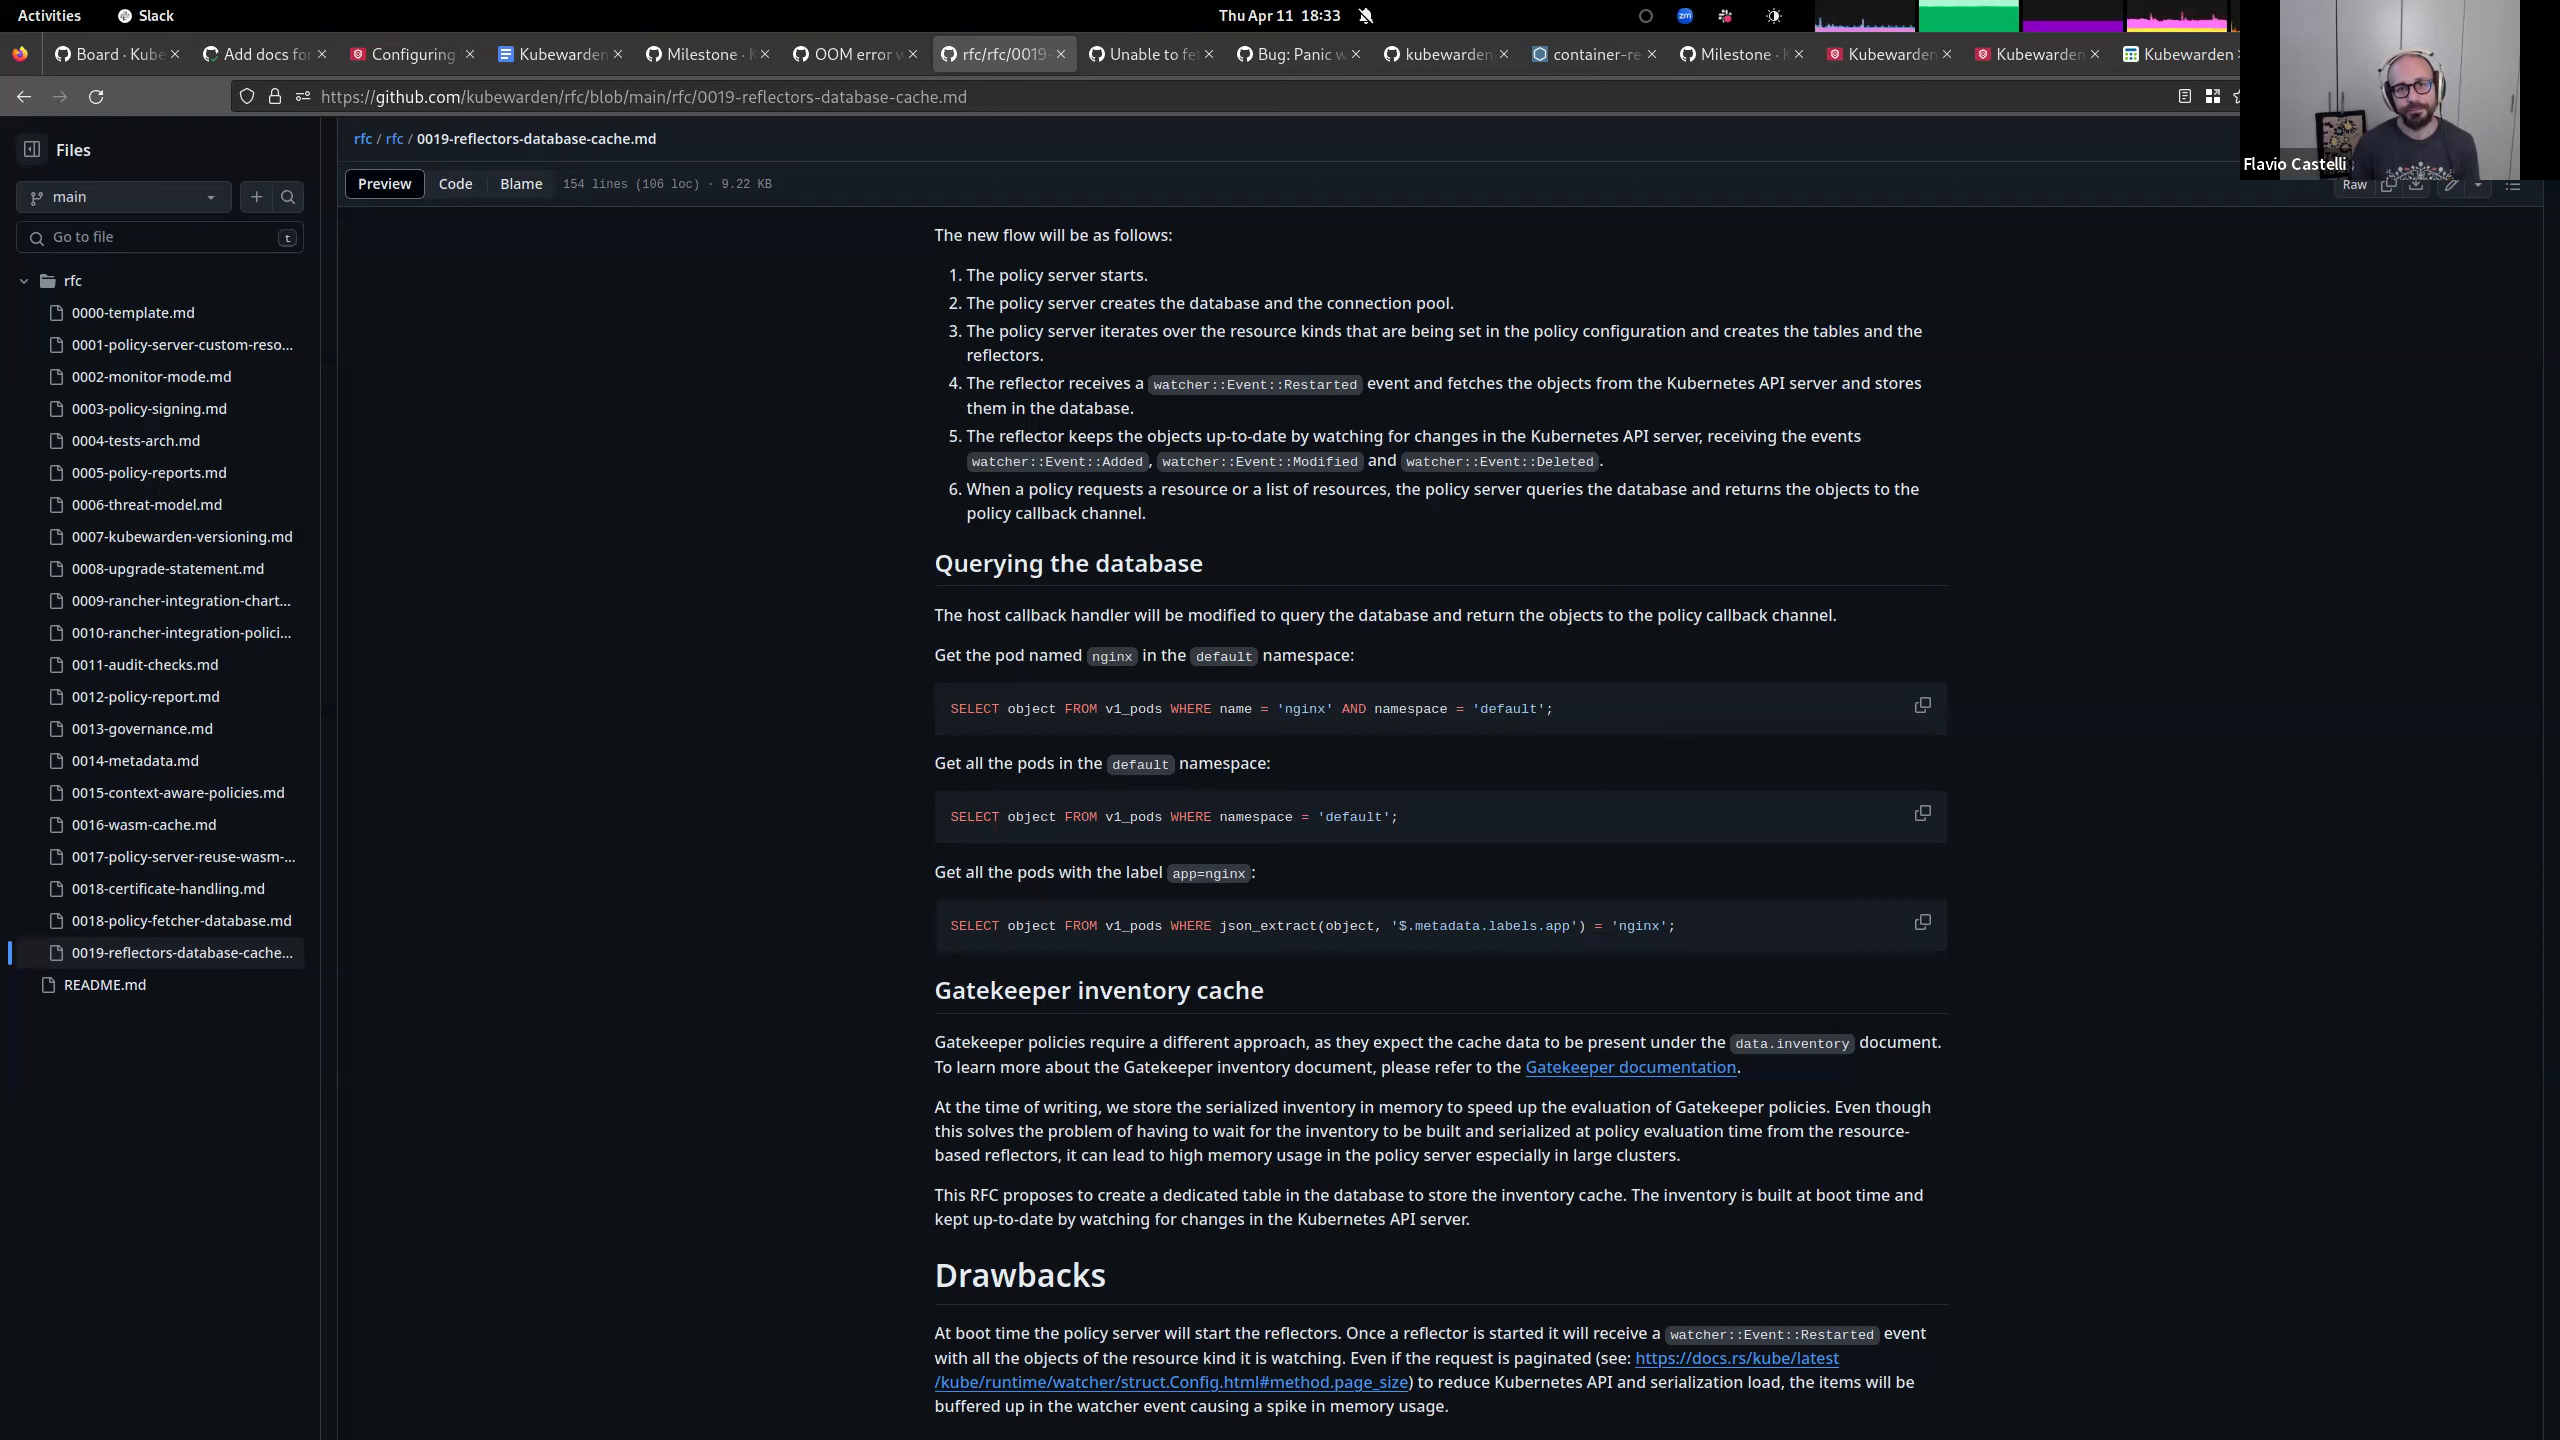 Activities
Slack
Thu Apr 11 18:33
zm
Board · Kube
Add docs for
Configuring
Kubewarden
Milestone · K
OOM error w
rfc/rfc/0019-
Unable to fet
Bug: Panic w
kubewarden
container-re
Milestone · K
Kubewarden
Kubewarden
Kubewarden
https://github.com/kubewarden/rfc/blob/main/rfc/0019-reflectors-database-cache.md
Flavio Castelli
Files
main
Go to file
t
rfc
0000-template.md
0001-policy-server-custom-reso...
0002-monitor-mode.md
0003-policy-signing.md
0004-tests-arch.md
0005-policy-reports.md
0006-threat-model.md
0007-kubewarden-versioning.md
0008-upgrade-statement.md
0009-rancher-integration-chart...
0010-rancher-integration-polici...
0011-audit-checks.md
0012-policy-report.md
0013-governance.md
0014-metadata.md
0015-context-aware-policies.md
0016-wasm-cache.md
0017-policy-server-reuse-wasm-...
0018-certificate-handling.md
0018-policy-fetcher-database.md
0019-reflectors-database-cache...
README.md
rfc / rfc / 0019-reflectors-database-cache.md
Preview Code Blame 154 lines (106 loc) · 9.22 KB
Raw
The new flow will be as follows:
1. The policy server starts.
2. The policy server creates the database and the connection pool.
3. The policy server iterates over the resource kinds that are being set in the policy configuration and creates the tables and the
reflectors.
4. The reflector receives a watcher::Event::Restarted event and fetches the objects from the Kubernetes API server and stores
them in the database.
5. The reflector keeps the objects up-to-date by watching for changes in the Kubernetes API server, receiving the events
watcher::Event::Added, watcher::Event::Modified and watcher::Event::Deleted.
6. When a policy requests a resource or a list of resources, the policy server queries the database and returns the objects to the
policy callback channel.
Querying the database
The host callback handler will be modified to query the database and return the objects to the policy callback channel.
Get the pod named nginx in the default namespace:
SELECT object FROM v1_pods WHERE name = 'nginx' AND namespace = 'default';
Get all the pods in the default namespace:
SELECT object FROM v1_pods WHERE namespace = 'default';
Get all the pods with the label app=nginx:
SELECT object FROM v1_pods WHERE json_extract(object, '$.metadata.labels.app') = 'nginx';
Gatekeeper inventory cache
Gatekeeper policies require a different approach, as they expect the cache data to be present under the data.inventory document.
To learn more about the Gatekeeper inventory document, please refer to the Gatekeeper documentation.
At the time of writing, we store the serialized inventory in memory to speed up the evaluation of Gatekeeper policies. Even though
this solves the problem of having to wait for the inventory to be built and serialized at policy evaluation time from the resource-
based reflectors, it can lead to high memory usage in the policy server especially in large clusters.
This RFC proposes to create a dedicated table in the database to store the inventory cache. The inventory is built at boot time and
kept up-to-date by watching for changes in the Kubernetes API server.
Drawbacks
At boot time the policy server will start the reflectors. Once a reflector is started it will receive a watcher::Event::Restarted event
with all the objects of the resource kind it is watching. Even if the request is paginated (see: https://docs.rs/kube/latest
/kube/runtime/watcher/struct.Config.html#method.page_size) to reduce Kubernetes API and serialization load, the items will be
buffered up in the watcher event causing a spike in memory usage.